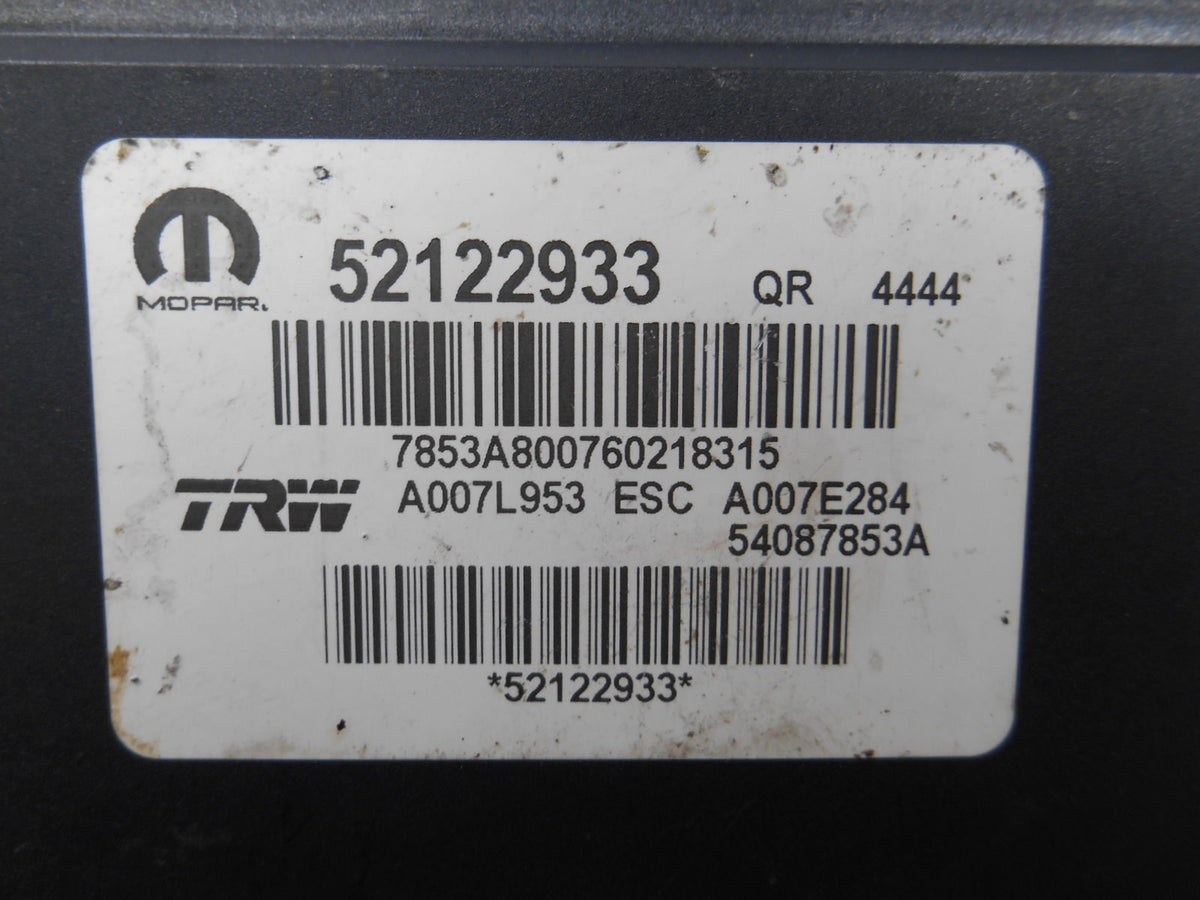 52122933 QR 4444
MOPAR.
7853A800760218315
TRW A007L953 ESC A007E284
54087853A
*52122933*